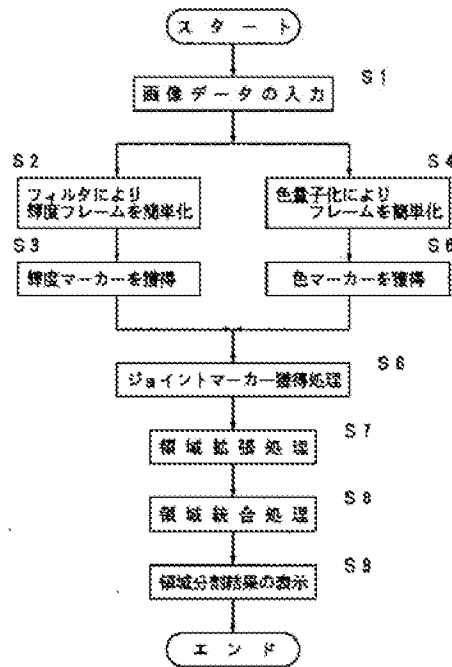 スタート
S1
画像データの入力
S2
フィルタにより
輝度フレームを簡単化
S4
色量子化により
フレームを簡単化
S3
輝度マーカーを獲得
色マーカーを獲得
S6
ジョイントマーカー獲得処理
S7
領域拡張処理
S8
領域統合処理
S9
領域分割結果の表示
エンド